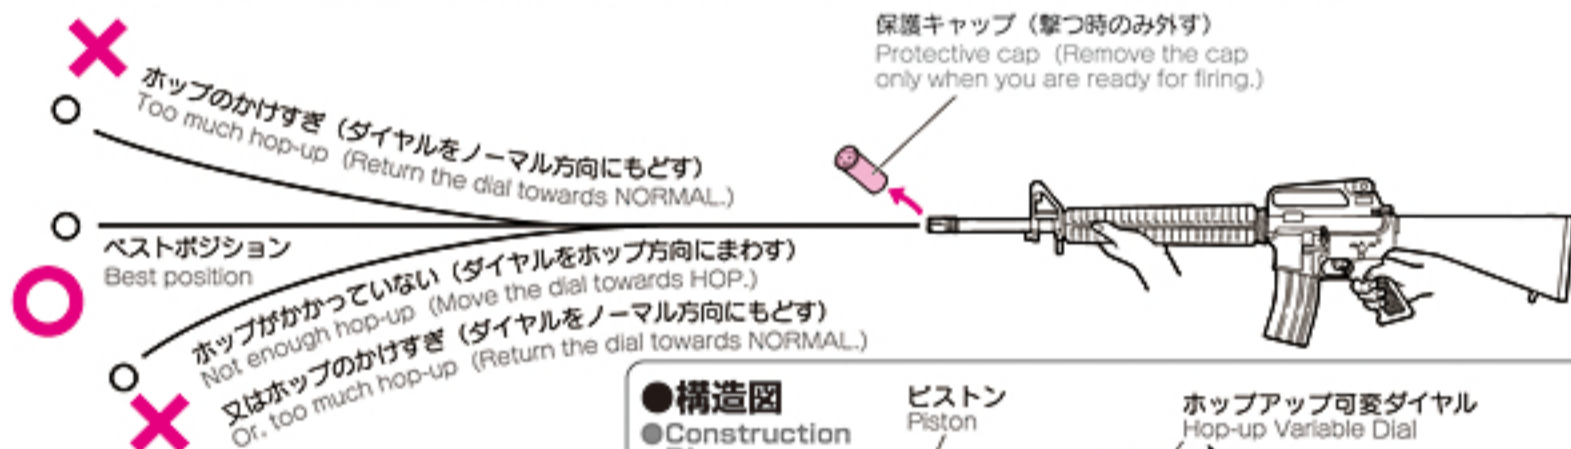 保護キャップ（撃つ時のみ外す）
Protective cap (Remove the cap
only when you are ready for firing.)
ホップのかけすぎ（ダイヤルをノーマル方向にもどす）
Too much hop-up (Return the dial towards NORMAL.)
ベストポジション
Best position
ホップがかかっていない（ダイヤルをホップ方向にまわす）
Not enough hop-up (Move the dial towards HOP.)
又はホップのかけすぎ（ダイヤルをノーマル方向にもどす）
Or, too much hop-up (Return the dial towards NORMAL.)
●構造図
●Construction
ピストン
Piston
ホップアップ可変ダイヤル
Hop-up Variable Dial